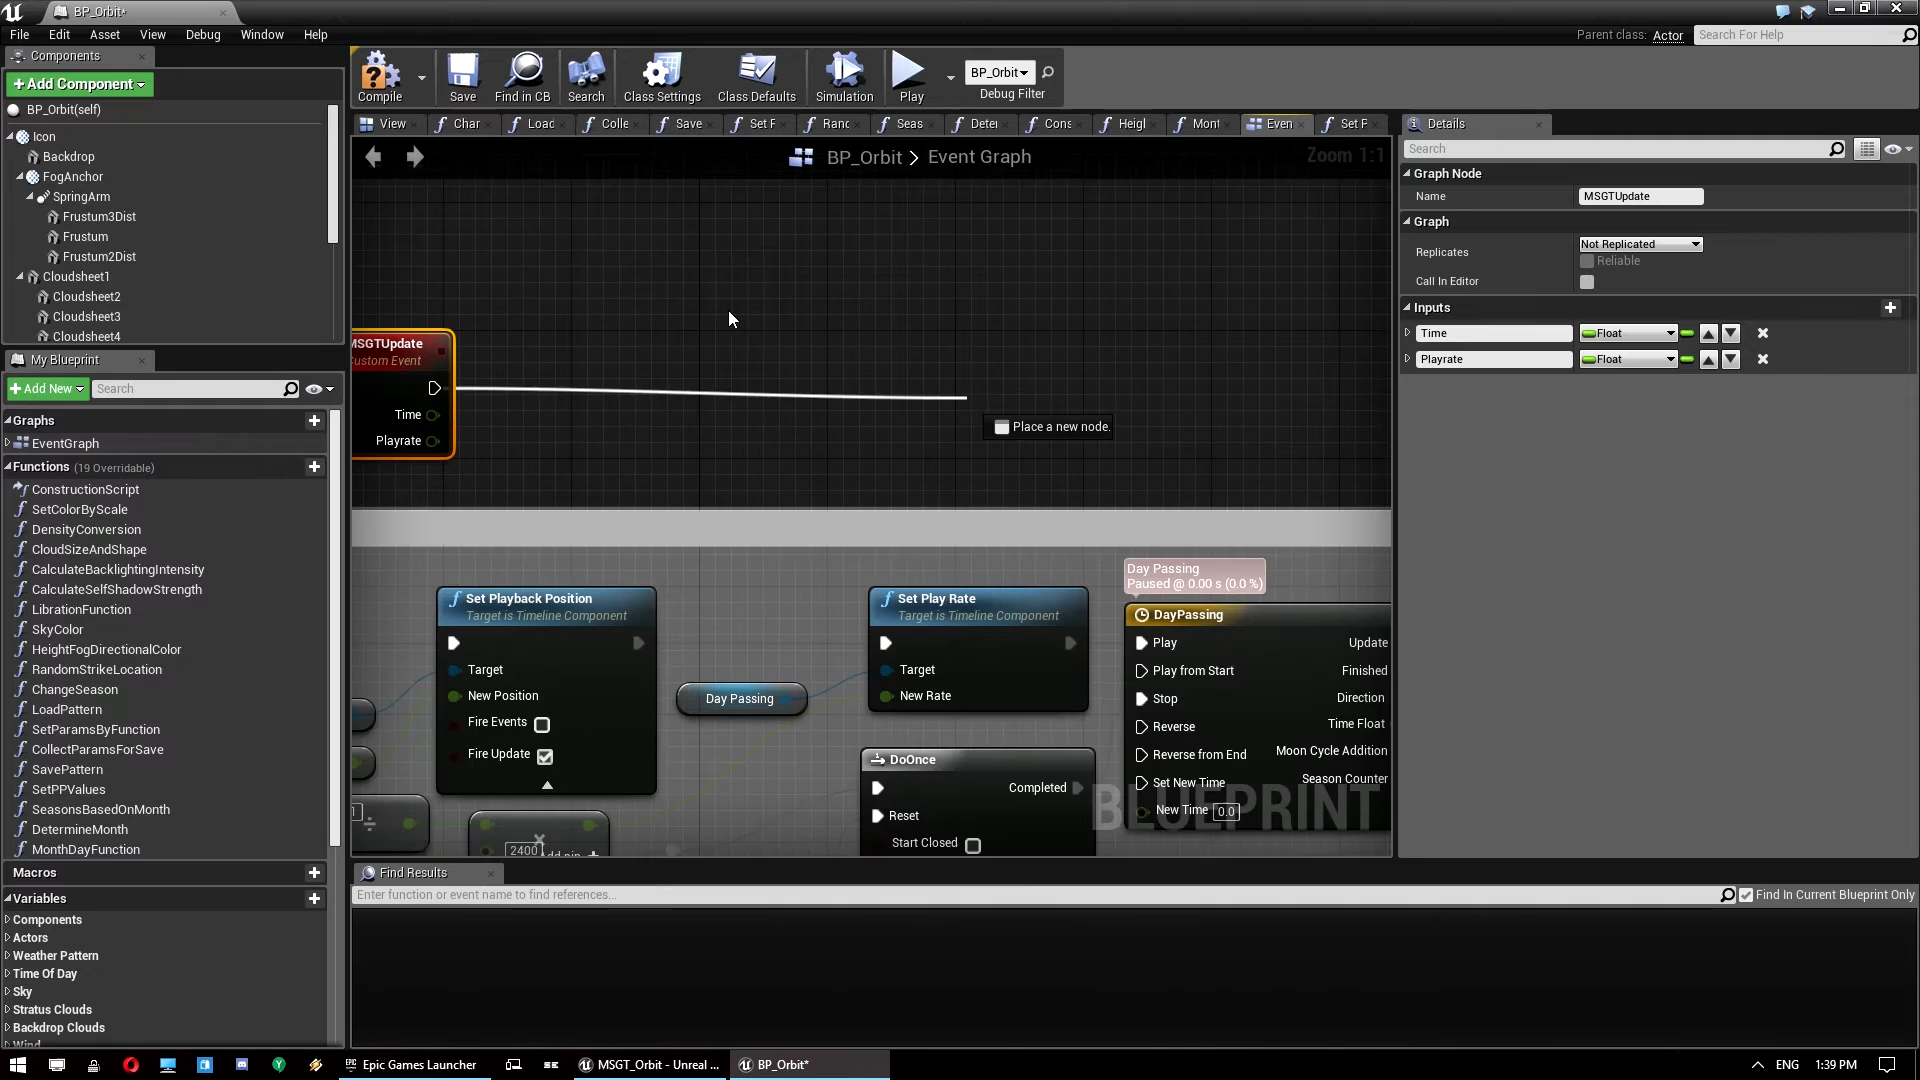 BP_Orbit*
File Edit Asset View Debug Window Help
Parent class: Actor
Search For Help
Components
+Add Component
BP_Orbit(self)
Icon
Backdrop
FogAnchor
SpringArm
Frustum3Dist
Frustum
Frustum2Dist
Cloudsheet1
Cloudsheet2
Cloudsheet3
Cloudsheet4
My Blueprint
+Add New
Search
Graphs
EventGraph
Functions (19 Overridable)
ConstructionScript
SetColorByScale
DensityConversion
CloudSizeAndShape
CalculateBacklightingIntensity
CalculateSelfShadowStrength
LibrationFunction
SkyColor
HeightFogDirectionalColor
RandomStrikeLocation
ChangeSeason
LoadPattern
SetParamsByFunction
CollectParamsForSave
SavePattern
SetPPValues
SeasonsBasedOnMonth
DetermineMonth
MonthDayFunction
Macros
Variables
Components
Actors
Weather Pattern
Time Of Day
Sky
Stratus Clouds
Backdrop Clouds
Wind
Compile
Save
Find in CB
Search
Class Settings
Class Defaults
Simulation
Play
BP_Orbit
Debug Filter
View Char Load Colle Save Set F Rand Seas Deter Cons Heigl Mont Even Set F
BP_Orbit > Event Graph
Zoom 1:1
MSGTUpdate
Custom Event
Time
Playrate
Place a new node.
Set Playback Position
Target is Timeline Component
Target
New Position
Fire Events
Fire Update
Day Passing
Set Play Rate
Target is Timeline Component
Target
New Rate
DoOnce
Completed
Reset
Start Closed
2400
Add pin +
Day Passing
Paused @ 0.00 s (0.0 %)
DayPassing
Play Update
Play from Start Finished
Stop Direction
Reverse Time Float
Reverse from End Moon Cycle Addition
Set New Time Season Counter
New Time 0.0
BLUEPRINT
Find Results
Enter function or event name to find references...
Find In Current Blueprint Only
Details
Search
Graph Node
Name MSGTUpdate
Graph
Replicates Not Replicated
Reliable
Call In Editor
Inputs
Time Float
Playrate Float
Epic Games Launcher
MSGT_Orbit - Unreal ...
BP_Orbit*
ENG
1:39 PM